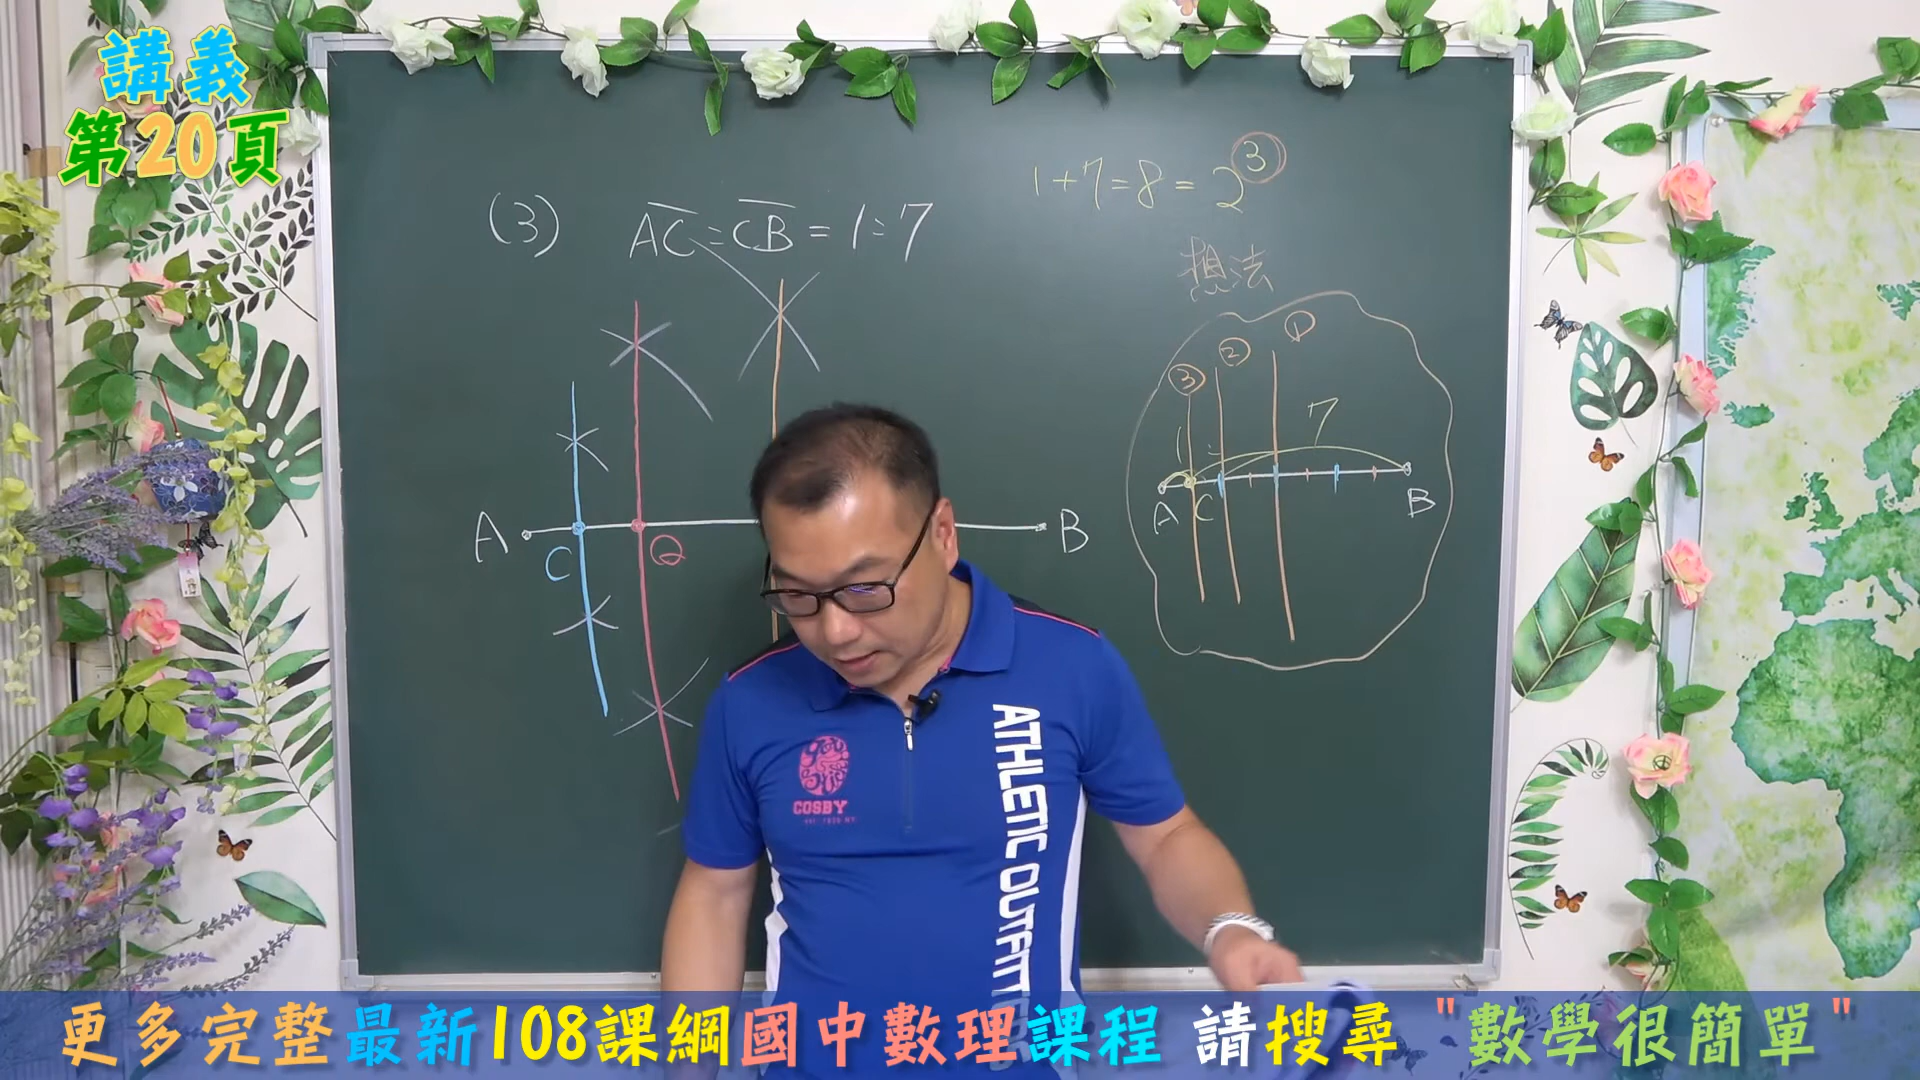 講義
第20頁
(3) AC:CB=1:7
1+7=8=2³
想法
① ② ③
1 : 7
A C B
A C Q B
COSBY
ATHLETIC OUTFITTERS
更多完整最新108課綱國中數理課程 請搜尋 "數學很簡單"